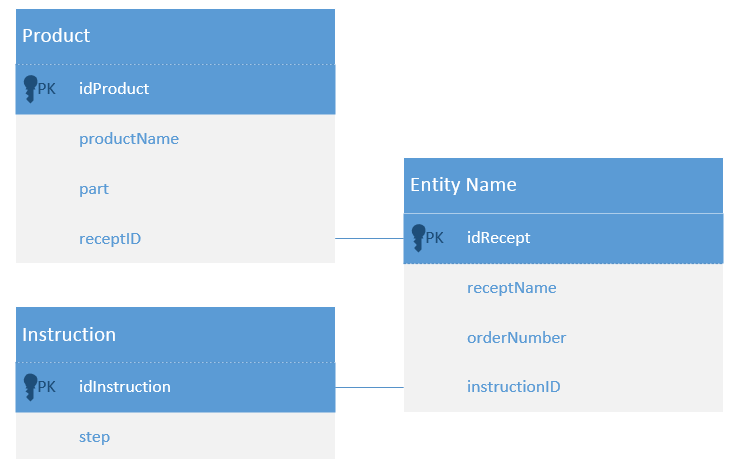 Product
PK idProduct
productName
part
receptID
Entity Name
PK idRecept
receptName
orderNumber
instructionID
Instruction
PK idInstruction
step